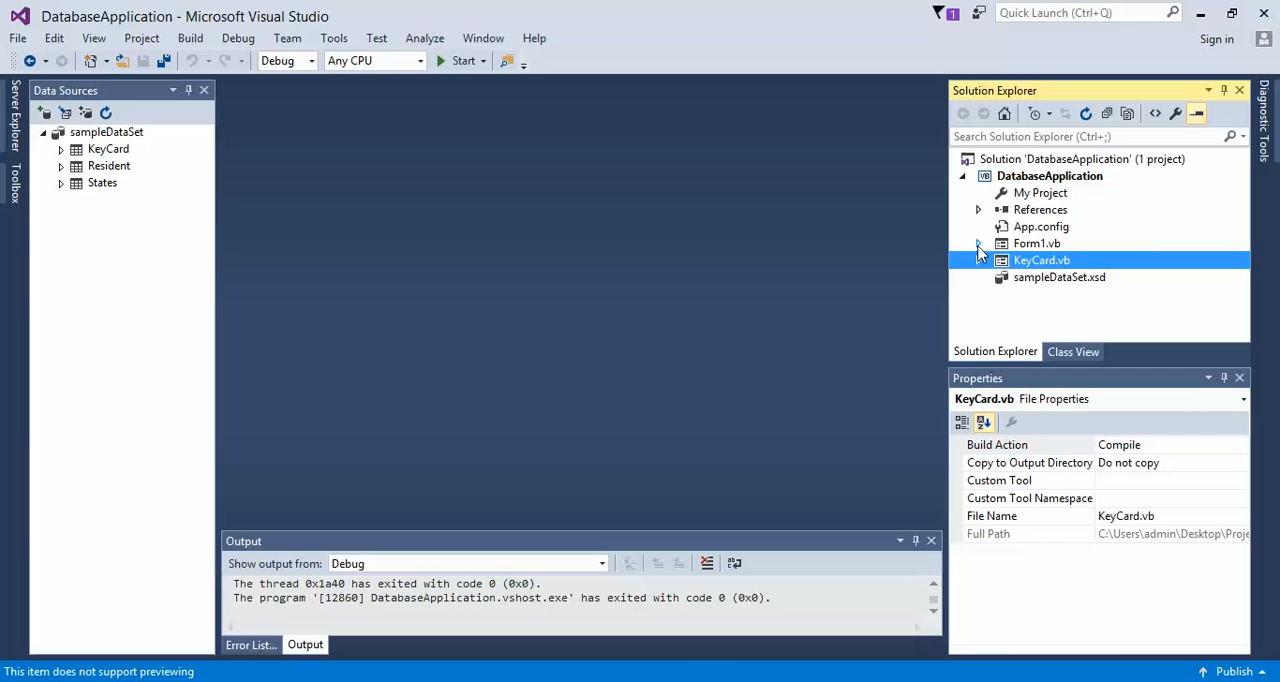 DatabaseApplication - Microsoft Visual Studio
1
Quick Launch (Ctrl+Q)
File Edit View Project Build Debug Team Tools Test Analyze Window Help
Sign in
Debug Any CPU Start
Server Explorer
Toolbox
Data Sources
sampleDataSet
KeyCard
Resident
States
Solution Explorer
Search Solution Explorer (Ctrl+;)
Solution 'DatabaseApplication' (1 project)
VB DatabaseApplication
My Project
References
App.config
Form1.vb
KeyCard.vb
sampleDataSet.xsd
Solution Explorer Class View
Diagnostic Tools
Properties
KeyCard.vb File Properties
Build Action Compile
Copy to Output Directory Do not copy
Custom Tool
Custom Tool Namespace
File Name KeyCard.vb
Full Path C:\Users\admin\Desktop\Proje
Output
Show output from: Debug
The thread 0x1a40 has exited with code 0 (0x0).
The program '[12860] DatabaseApplication.vshost.exe' has exited with code 0 (0x0).
Error List... Output
This item does not support previewing
Publish